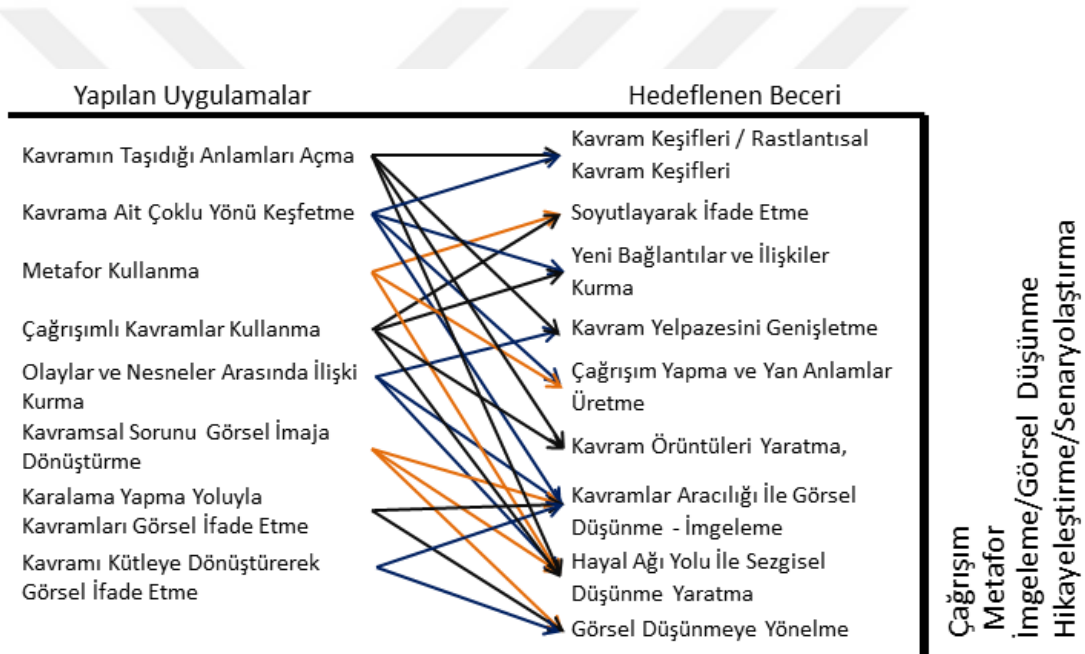 Yapılan Uygulamalar
Kavramın Taşıdığı Anlamları Açma
Kavrama Ait Çoklu Yönü Keşfetme
Metafor Kullanma
Çağrışımlı Kavramlar Kullanma
Olaylar ve Nesneler Arasında İlişki
Kurma
Kavramsal Sorunu Görsel İmaja
Dönüştürme
Karalama Yapma Yoluyla
Kavramları Görsel İfade Etme
Kavramı Kütleye Dönüştürerek
Görsel İfade Etme
Hedeflenen Beceri
Kavram Keşifleri / Rastlantısal
Kavram Keşifleri
Soyutlayarak İfade Etme
Yeni Bağlantılar ve İlişkiler
Kurma
Kavram Yelpazesini Genişletme
Çağrışım Yapma ve Yan Anlamlar
Üretme
Kavram Örüntüleri Yaratma,
Kavramlar Aracılığı İle Görsel
Düşünme - İmgeleme
Hayal Ağı Yolu İle Sezgisel
Düşünme Yaratma
Görsel Düşünmeye Yönelme
Çağrışım
Metafor
İmgeleme/Görsel Düşünme
Hikayeleştirme/Senaryolaştırma